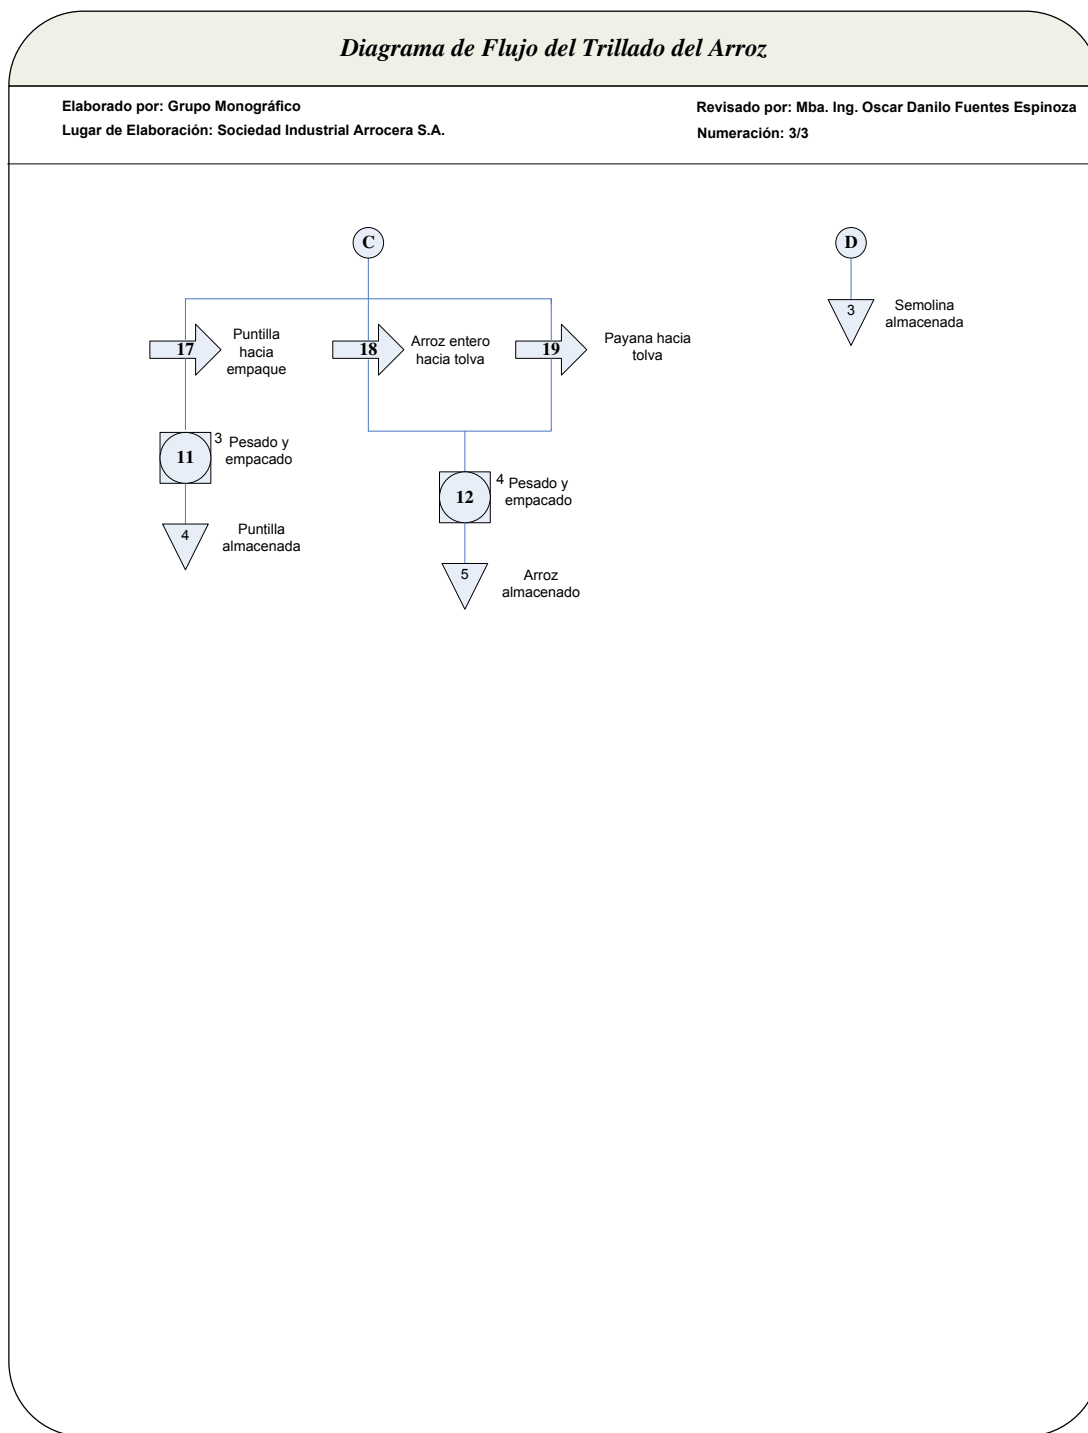 Diagrama de Flujo del Trillado del Arroz
Elaborado por: Grupo Monográfico
Lugar de Elaboración: Sociedad Industrial Arrocera S.A.
Revisado por: Mba. Ing. Oscar Danilo Fuentes Espinoza
Numeración: 3/3
C
D
17
Puntilla
hacia
empaque
18
Arroz entero
hacia tolva
19
Payana hacia
tolva
3
Semolina
almacenada
11
3
Pesado y
empacado
12
4
Pesado y
empacado
4
Puntilla
almacenada
5
Arroz
almacenado